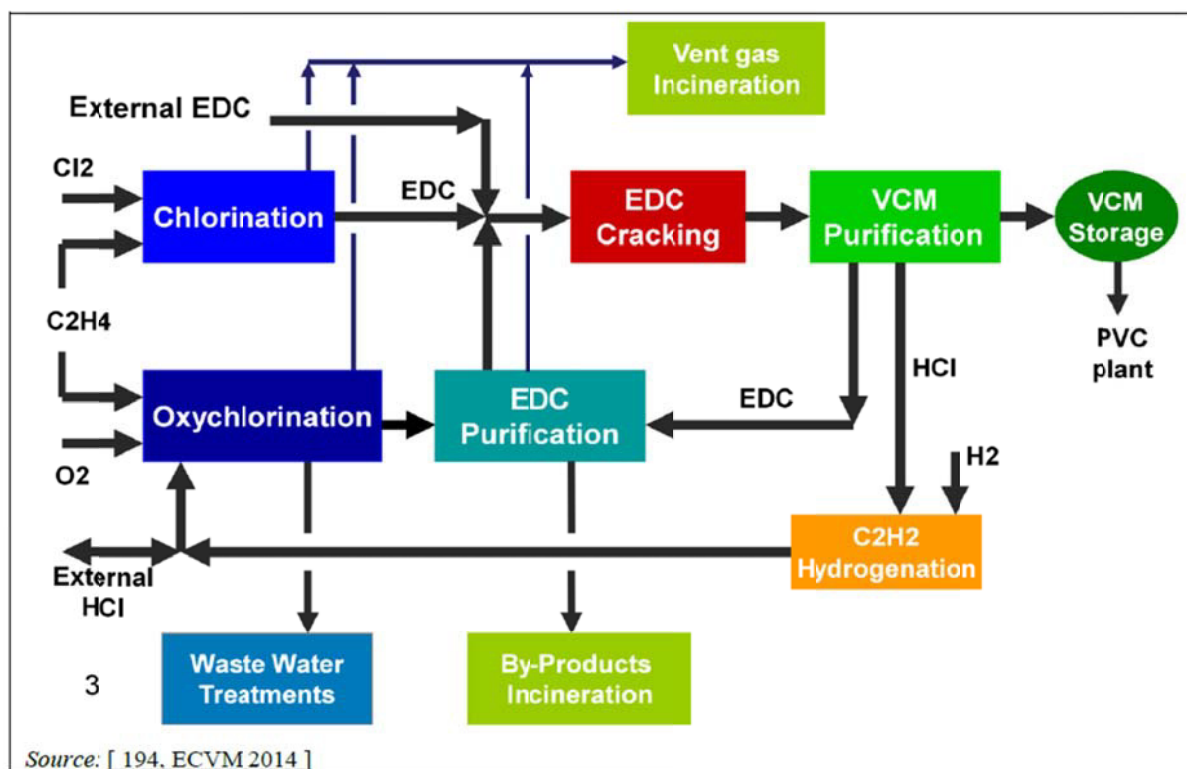 Vent gas
Incineration
External EDC
Cl2
EDC
Chlorination
EDC
Cracking
VCM
Purification
VCM
Storage
C2H4
PVC
plant
HCl
Oxychlorination
EDC
Purification
EDC
O2
H2
C2H2
Hydrogenation
External
HCl
Waste Water
Treatments
By-Products
Incineration
3
Source: [ 194, ECVM 2014 ]